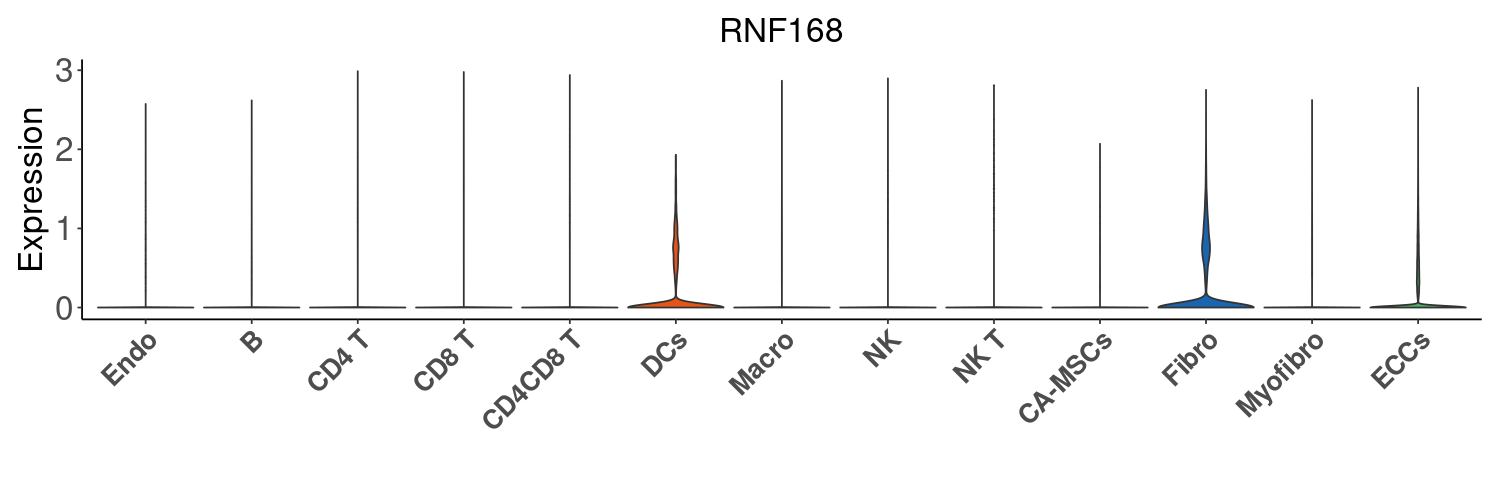 RNF168
Expression
3
2
1
0
Endo
B
CD4 T
CD8 T
CD4CD8 T
DCs
Macro
NK
NK T
CA-MSCs
Fibro
Myofibro
ECCs